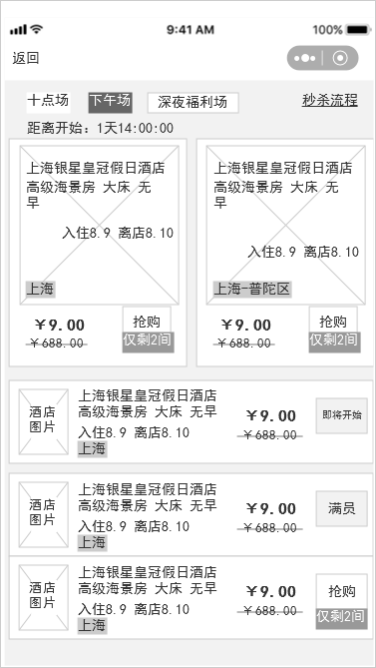 9:41 AM
100%
返回
十点场 下午场 深夜福利场 秒杀流程
距离开始：1天14:00:00
上海银星皇冠假日酒店
高级海景房 大床 无
早
入住8.9 离店8.10
上海
￥9.00
￥688.00
抢购
仅剩2间
上海银星皇冠假日酒店
高级海景房 大床 无
早
入住8.9 离店8.10
上海-普陀区
￥9.00
￥688.00
抢购
仅剩2间
酒店
图片
上海银星皇冠假日酒店
高级海景房 大床 无早
入住8.9 离店8.10
上海
￥9.00
￥688.00
即将开始
酒店
图片
上海银星皇冠假日酒店
高级海景房 大床 无早
入住8.9 离店8.10
上海
￥9.00
￥688.00
满员
酒店
图片
上海银星皇冠假日酒店
高级海景房 大床 无早
入住8.9 离店8.10
上海
￥9.00
￥688.00
抢购
仅剩2间